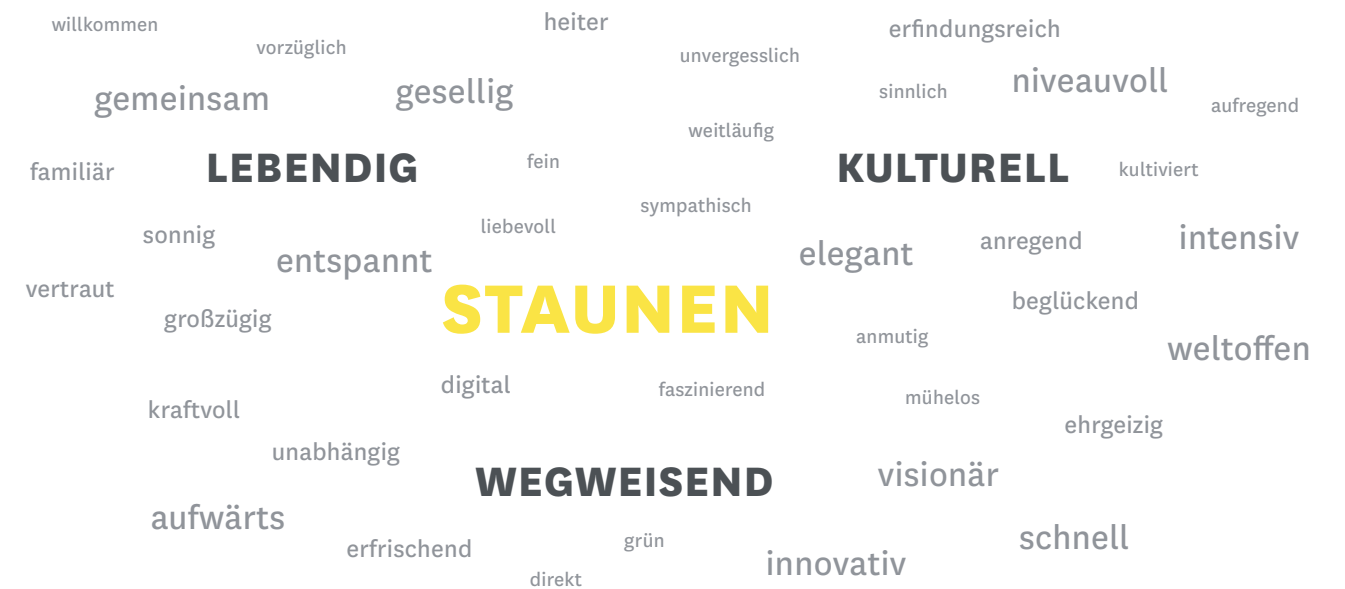 willkommen
heiter
erfindungsreich
vorzüglich
unvergesslich
gemeinsam
gesellig
sinnlich
niveauvoll
aufregend
weitläufig
familiär
LEBENDIG
fein
KULTURELL
kultiviert
sympathisch
liebevoll
sonnig
entspannt
elegant
anregend
intensiv
vertraut
großzügig
STAUNEN
beglückend
anmutig
weltoffen
digital
faszinierend
mühelos
kraftvoll
ehrgeizig
unabhängig
WEGWEISEND
visionär
aufwärts
erfrischend
grün
schnell
direkt
innovativ